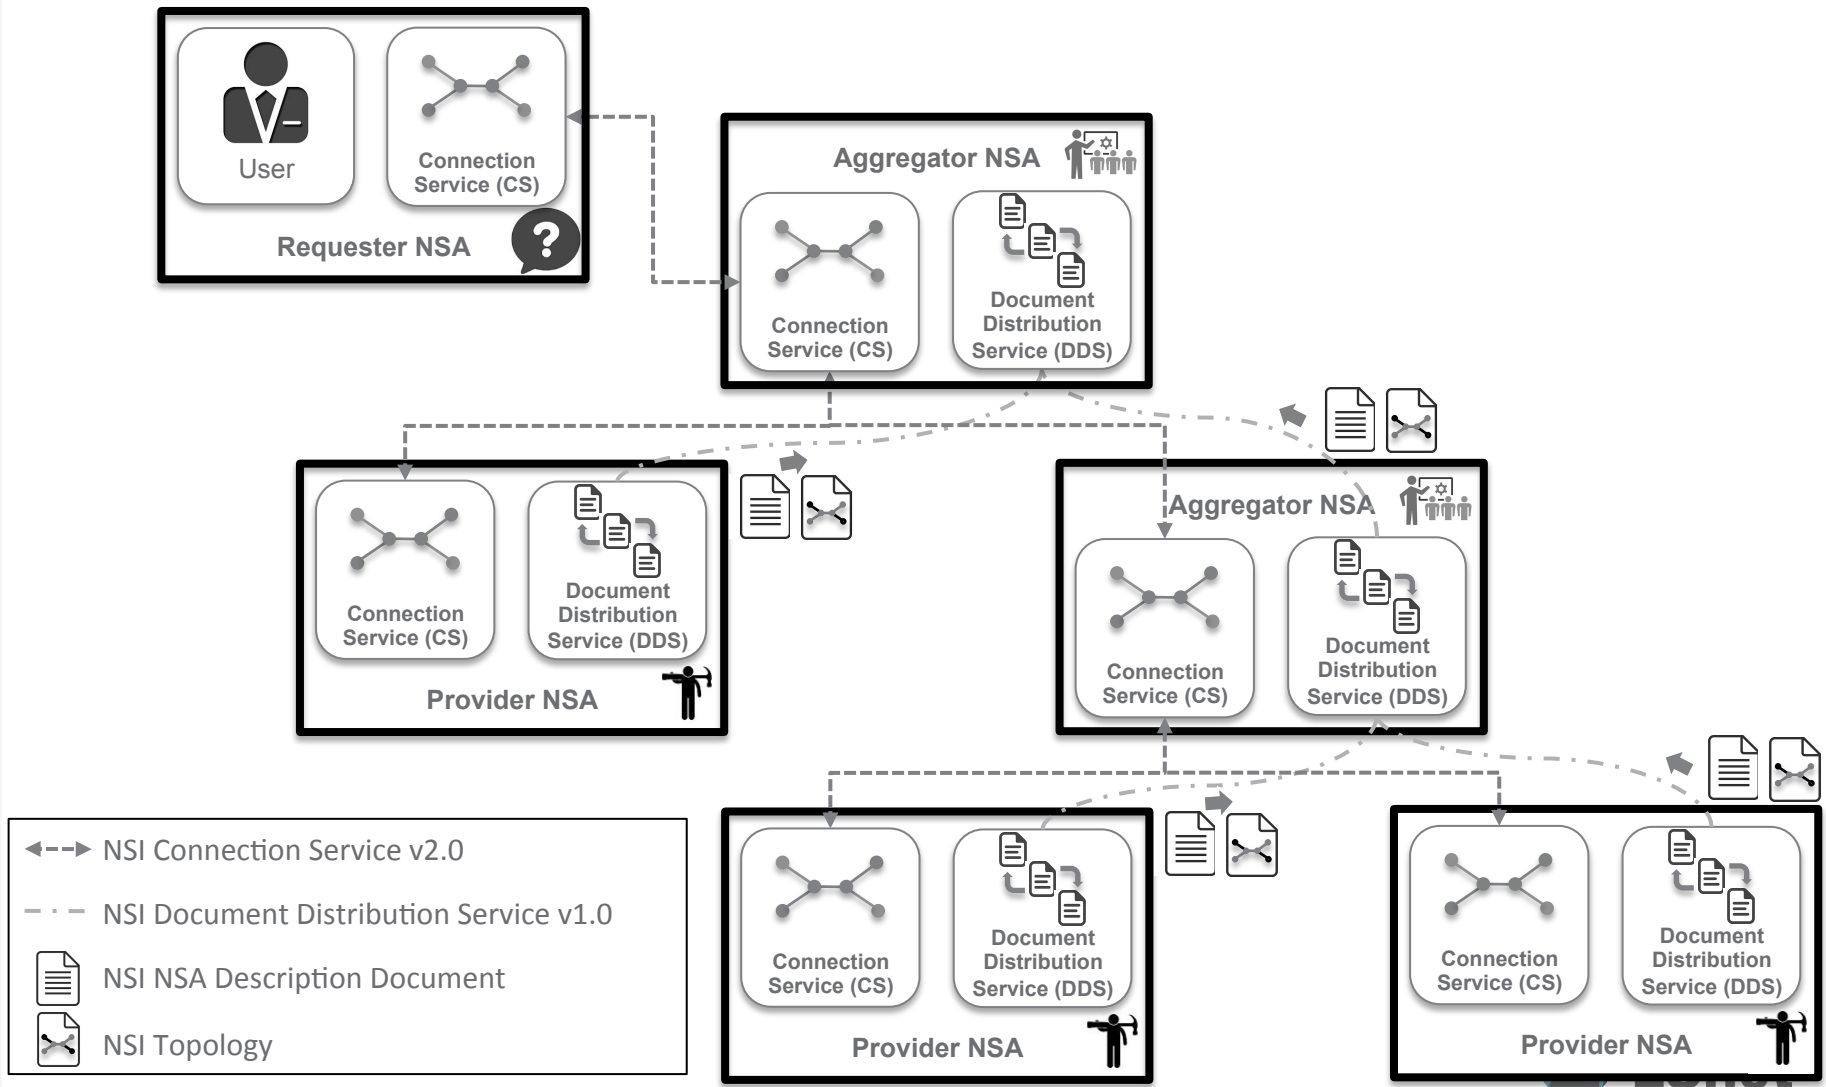 User
Connection
Service (CS)
Requester NSA
?
Aggregator NSA
Connection
Service (CS)
Document
Distribution
Service (DDS)
Connection
Service (CS)
Document
Distribution
Service (DDS)
Provider NSA
Aggregator NSA
Connection
Service (CS)
Document
Distribution
Service (DDS)
Connection
Service (CS)
Document
Distribution
Service (DDS)
Provider NSA
Connection
Service (CS)
Document
Distribution
Service (DDS)
Provider NSA
NSI Connection Service v2.0
NSI Document Distribution Service v1.0
NSI NSA Description Document
NSI Topology